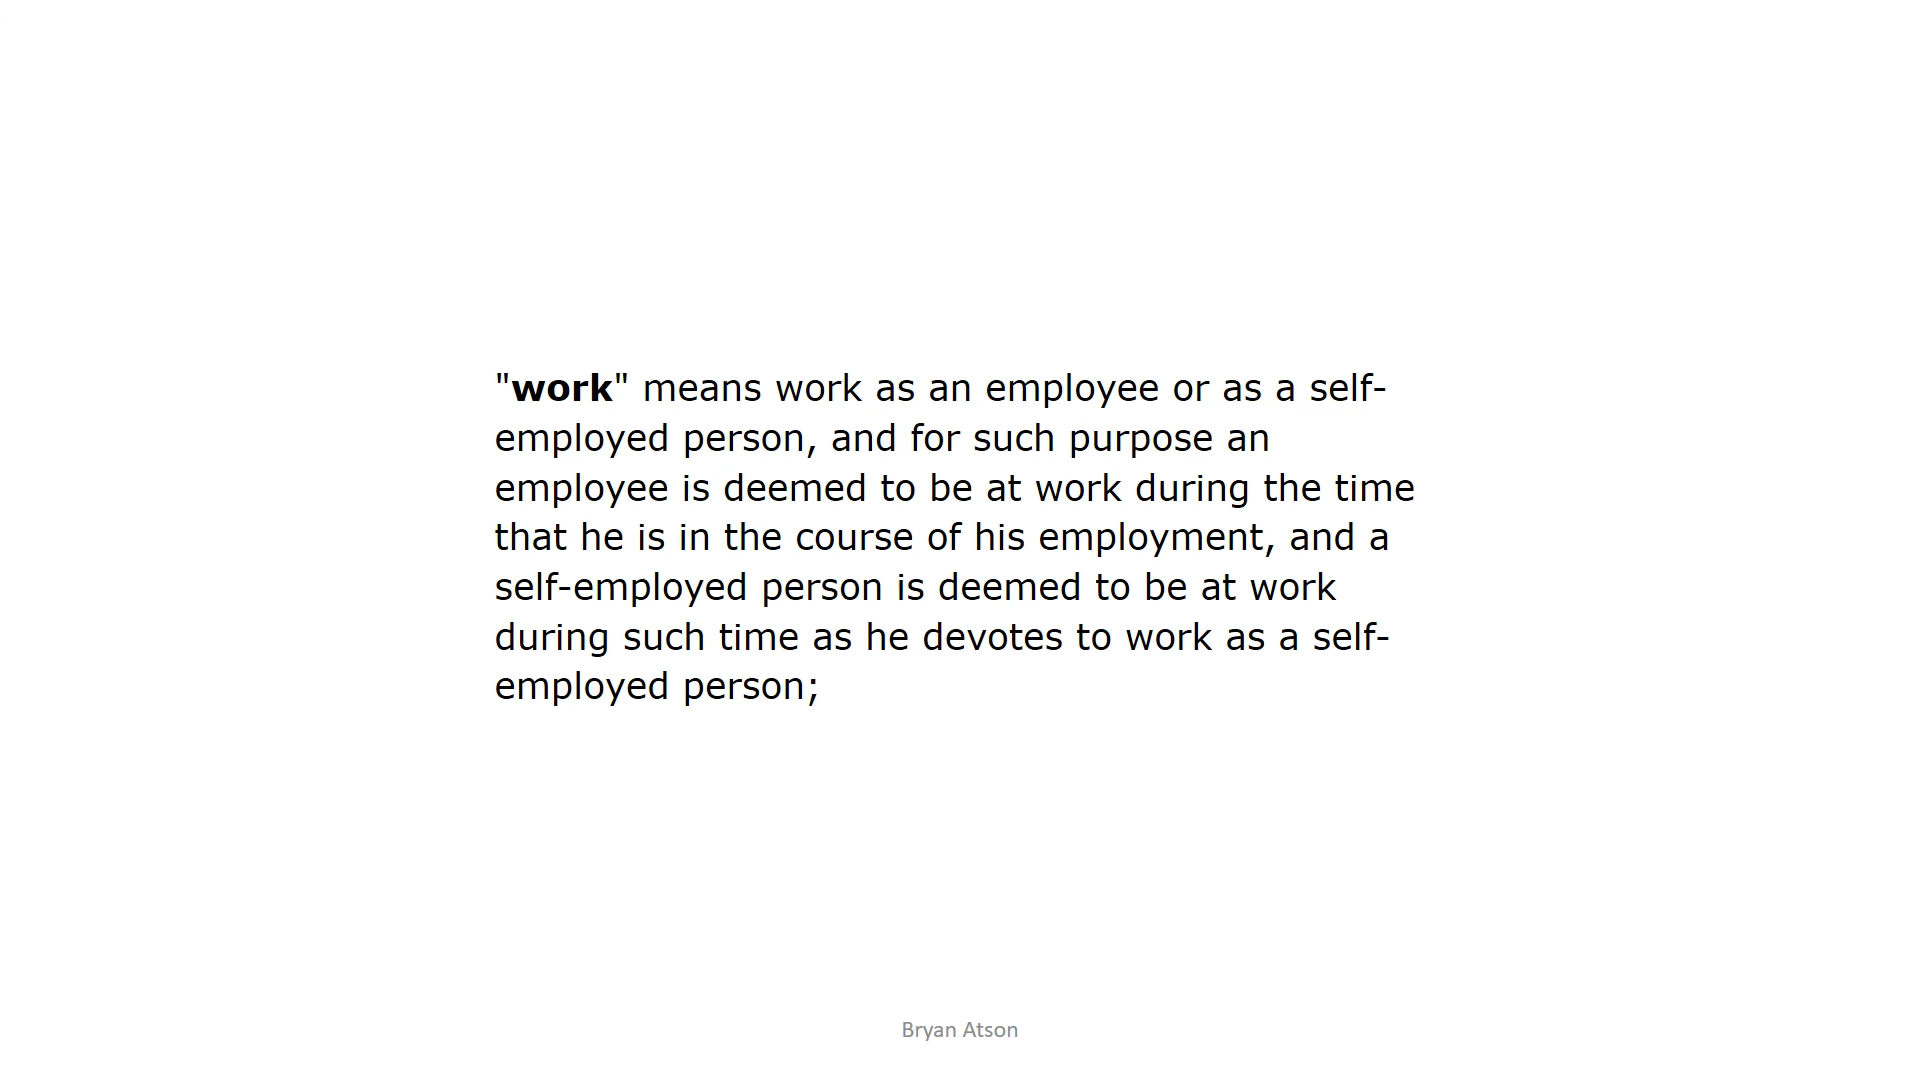 "work" means work as an employee or as a self-
employed person, and for such purpose an
employee is deemed to be at work during the time
that he is in the course of his employment, and a
self-employed person is deemed to be at work
during such time as he devotes to work as a self-
employed person;
Bryan Atson